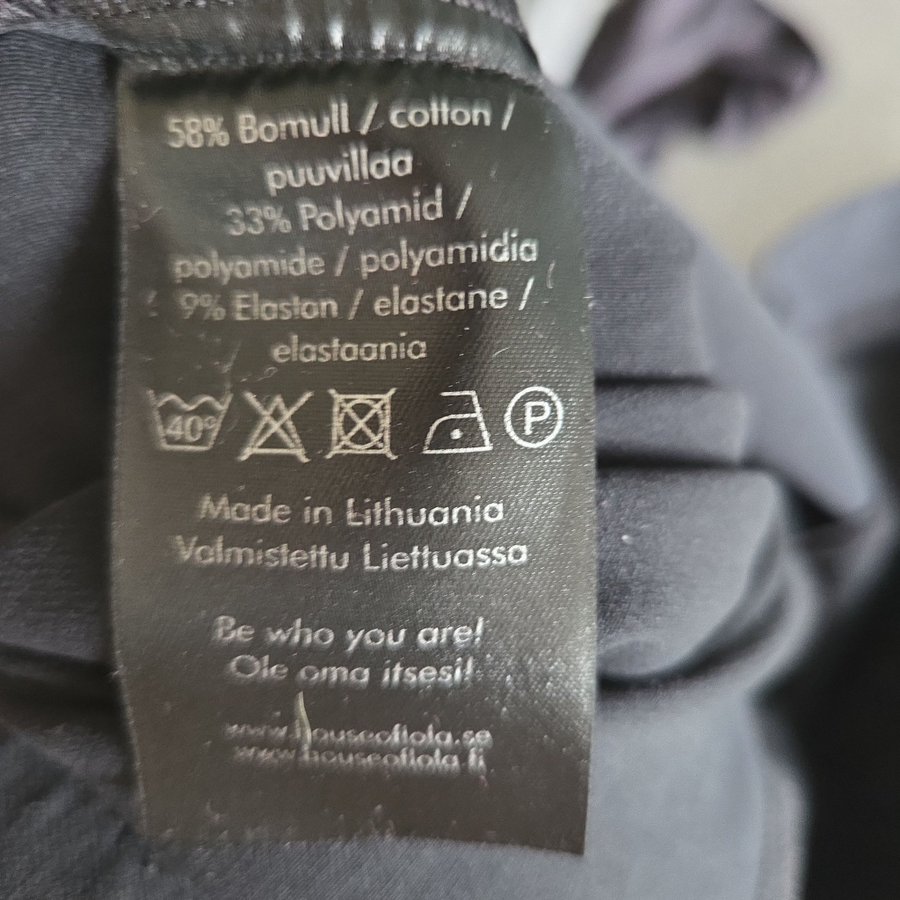 58% Bomull / cotton /
puuvillaa
33% Polyamid /
polyamide / polyamidia
9% Elastan / elastane /
elastaania
40°
P
Made in Lithuania
Valmistettu Liettuassa
Be who you are!
Ole oma itsesi!
www.houseoflola.se
www.houseoflola.fi